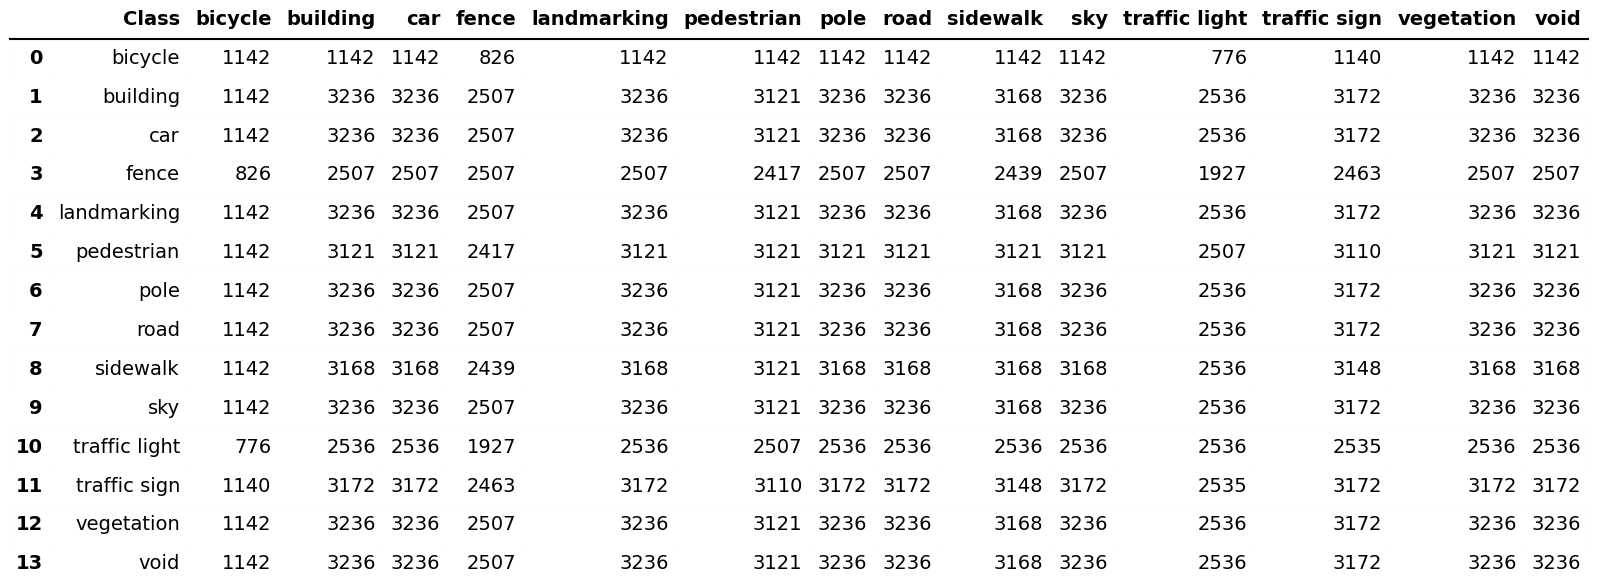 Class bicycle building car fence landmarking pedestrian pole road sidewalk sky traffic light traffic sign vegetation void
0 bicycle 1142 1142 1142 826 1142 1142 1142 1142 1142 1142 776 1140 1142 1142
1 building 1142 3236 3236 2507 3236 3121 3236 3236 3168 3236 2536 3172 3236 3236
2 car 1142 3236 3236 2507 3236 3121 3236 3236 3168 3236 2536 3172 3236 3236
3 fence 826 2507 2507 2507 2507 2417 2507 2507 2439 2507 1927 2463 2507 2507
4 landmarking 1142 3236 3236 2507 3236 3121 3236 3236 3168 3236 2536 3172 3236 3236
5 pedestrian 1142 3121 3121 2417 3121 3121 3121 3121 3121 3121 2507 3110 3121 3121
6 pole 1142 3236 3236 2507 3236 3121 3236 3236 3168 3236 2536 3172 3236 3236
7 road 1142 3236 3236 2507 3236 3121 3236 3236 3168 3236 2536 3172 3236 3236
8 sidewalk 1142 3168 3168 2439 3168 3121 3168 3168 3168 3168 2536 3148 3168 3168
9 sky 1142 3236 3236 2507 3236 3121 3236 3236 3168 3236 2536 3172 3236 3236
10 traffic light 776 2536 2536 1927 2536 2507 2536 2536 2536 2536 2536 2535 2536 2536
11 traffic sign 1140 3172 3172 2463 3172 3110 3172 3172 3148 3172 2535 3172 3172 3172
12 vegetation 1142 3236 3236 2507 3236 3121 3236 3236 3168 3236 2536 3172 3236 3236
13 void 1142 3236 3236 2507 3236 3121 3236 3236 3168 3236 2536 3172 3236 3236